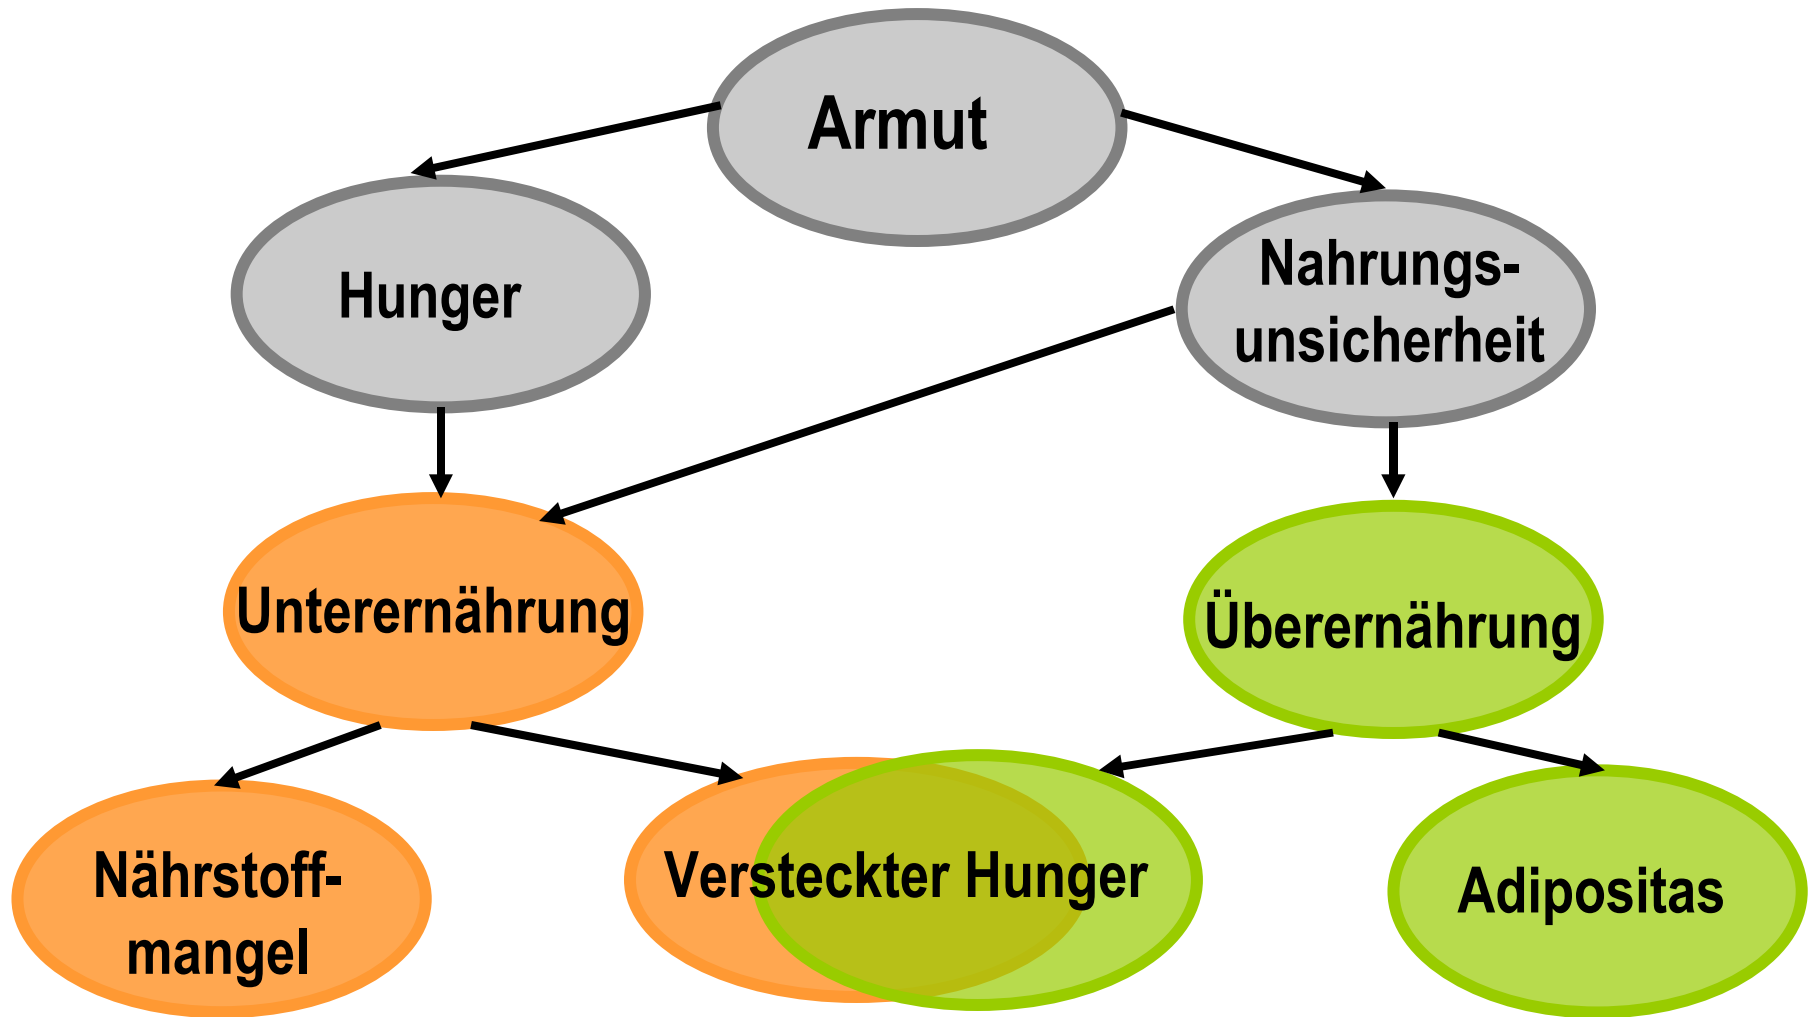 Armut
Hunger
Nahrungs-
unsicherheit
Unterernährung
Überernährung
Nährstoff-
mangel
Versteckter Hunger
Adipositas